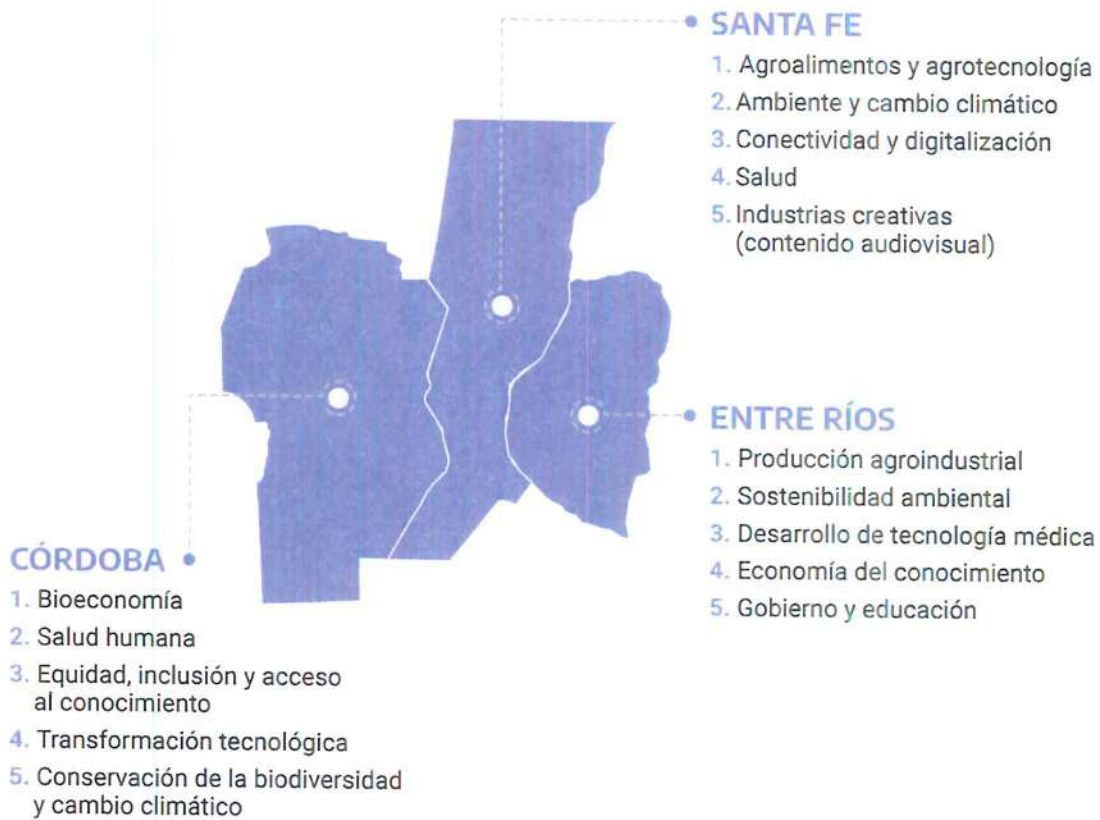 SANTA FE
1. Agroalimentos y agrotecnología
2. Ambiente y cambio climático
3. Conectividad y digitalización
4. Salud
5. Industrias creativas
(contenido audiovisual)
ENTRE RÍOS
1. Producción agroindustrial
2. Sostenibilidad ambiental
3. Desarrollo de tecnología médica
4. Economía del conocimiento
5. Gobierno y educación
CÓRDOBA
1. Bioeconomía
2. Salud humana
3. Equidad, inclusión y acceso
al conocimiento
4. Transformación tecnológica
5. Conservación de la biodiversidad
y cambio climático